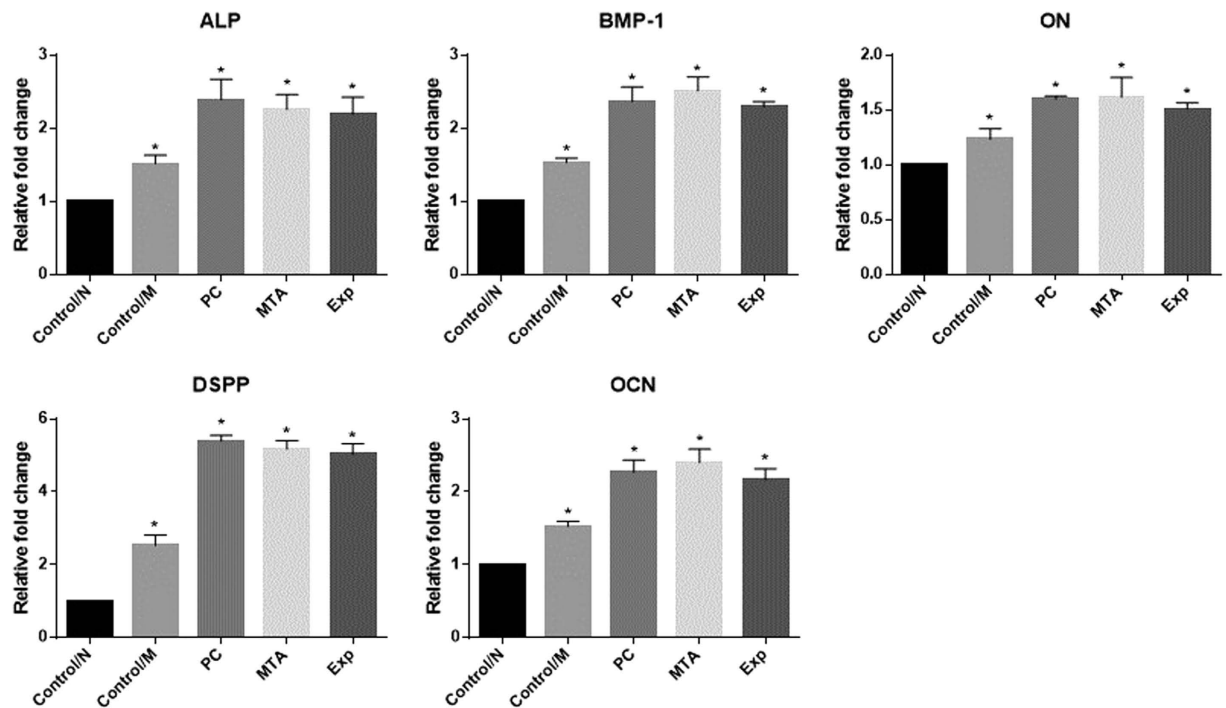 ALP
Relative fold change
3
2
1
0
*
*
*
*
Control/N
Control/M
PC
MTA
Exp
BMP-1
Relative fold change
3
2
1
0
*
*
*
*
Control/N
Control/M
PC
MTA
Exp
ON
Relative fold change
2.0
1.5
1.0
0.5
0.0
*
*
*
*
Control/N
Control/M
PC
MTA
Exp
DSPP
Relative fold change
6
4
2
0
*
*
*
*
Control/N
Control/M
PC
MTA
Exp
OCN
Relative fold change
3
2
1
0
*
*
*
*
Control/N
Control/M
PC
MTA
Exp